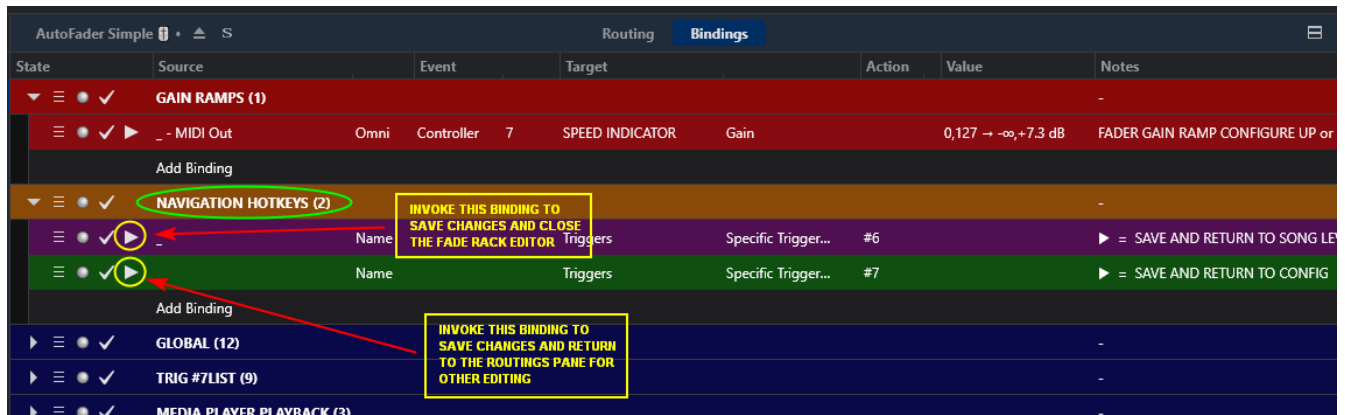 AutoFader Simple S Routing Bindings
State Source Event Target Action Value Notes
GAIN RAMPS (1) -
_ - MIDI Out Omni Controller 7 SPEED INDICATOR Gain 0,127 → -∞,+7.3 dB FADER GAIN RAMP CONFIGURE UP or
Add Binding
NAVIGATION HOTKEYS (2) -
INVOKE THIS BINDING TO
SAVE CHANGES AND CLOSE
THE FADE RACK EDITOR
_ Name Triggers Specific Trigger... #6 ▶ = SAVE AND RETURN TO SONG LE
Name Triggers Specific Trigger... #7 ▶ = SAVE AND RETURN TO CONFIG
Add Binding
INVOKE THIS BINDING TO
SAVE CHANGES AND RETURN
TO THE ROUTINGS PANE FOR
OTHER EDITING
GLOBAL (12) -
TRIG #7LIST (9) -
MEDIA PLAYER PLAYBACK (3) -